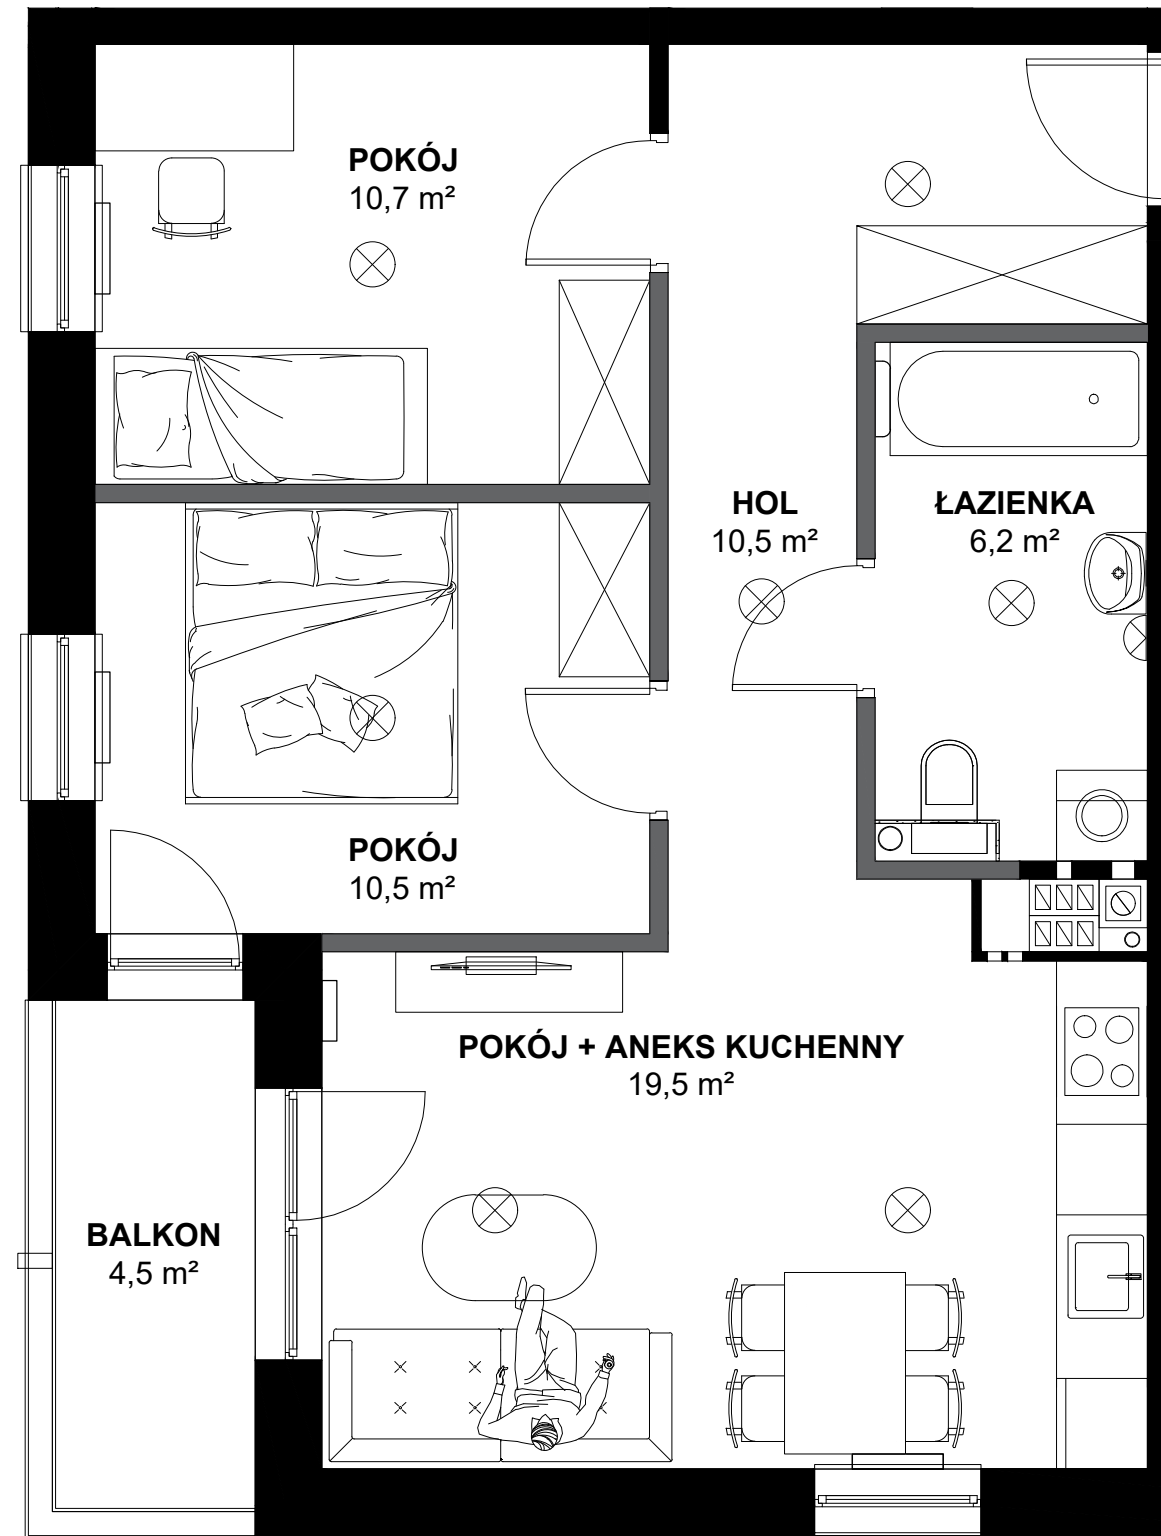 POKÓJ
10,7 m²
HOL
10,5 m²
ŁAZIENKA
6,2 m²
POKÓJ
10,5 m²
POKÓJ + ANEKS KUCHENNY
19,5 m²
BALKON
4,5 m²